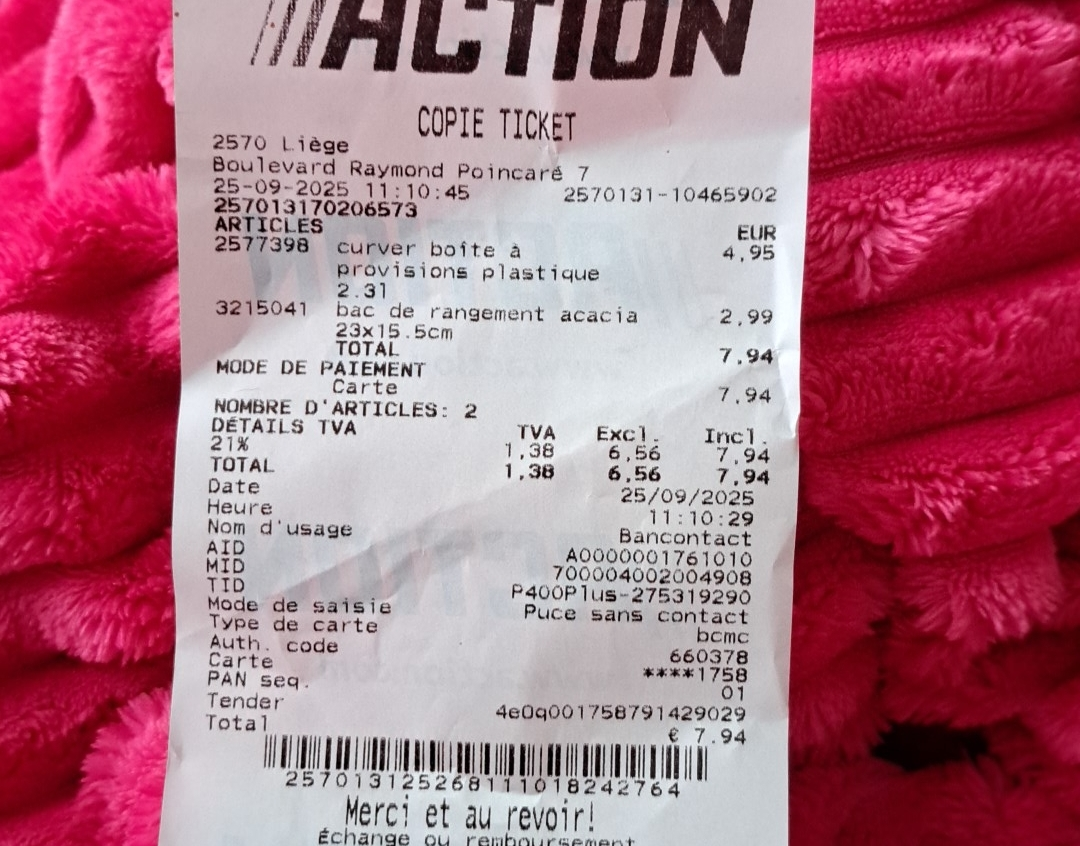 ACTION
COPIE TICKET
2570 Liège
Boulevard Raymond Poincaré 7
25-09-2025 11:10:45 2570131-10465902
257013170206573
ARTICLES EUR
2577398 curver boîte à 4,95
provisions plastique
2.31
3215041 bac de rangement acacia 2,99
23x15.5cm
TOTAL 7,94
MODE DE PAIEMENT
Carte 7,94
NOMBRE D'ARTICLES: 2
DÉTAILS TVA TVA Excl. Incl.
21% 1,38 6,56 7,94
TOTAL 1,38 6,56 7,94
Date 25/09/2025
Heure 11:10:29
Nom d'usage Bancontact
AID A0000001761010
MID 700004002004908
TID P400Plus-275319290
Mode de saisie Puce sans contact
Type de carte bcmc
Auth. code 660378
Carte ****1758
PAN seq. 01
Tender 4e0q001758791429029
Total € 7.94
257013125268111018242764
Merci et au revoir!
Échange ou remboursement